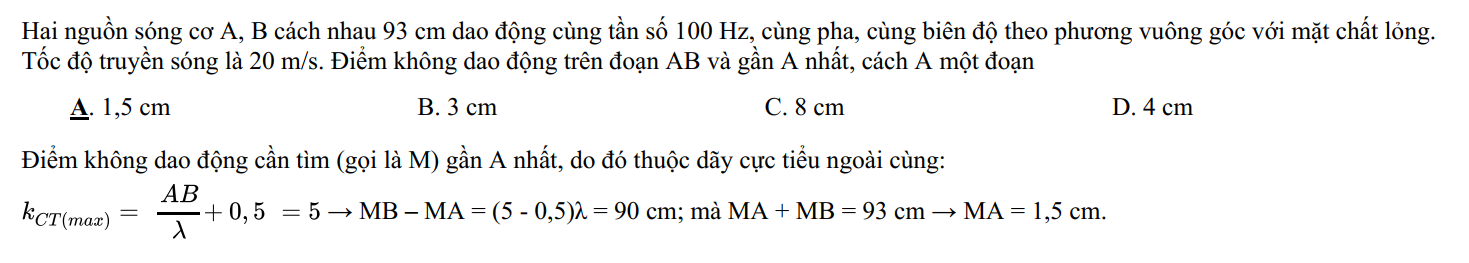 Hai nguồn sóng cơ A, B cách nhau 93 cm dao động cùng tần số 100 Hz, cùng pha, cùng biên độ theo phương vuông góc với mặt chất lỏng.
Tốc độ truyền sóng là 20 m/s. Điểm không dao động trên đoạn AB và gần A nhất, cách A một đoạn
A. 1,5 cm B. 3 cm C. 8 cm D. 4 cm
Điểm không dao động cần tìm (gọi là M) gần A nhất, do đó thuộc dãy cực tiểu ngoài cùng:
$k_{CT(max)} = \frac{AB}{\lambda} + 0,5 = 5$ → MB – MA = (5 - 0,5)λ = 90 cm; mà MA + MB = 93 cm → MA = 1,5 cm.